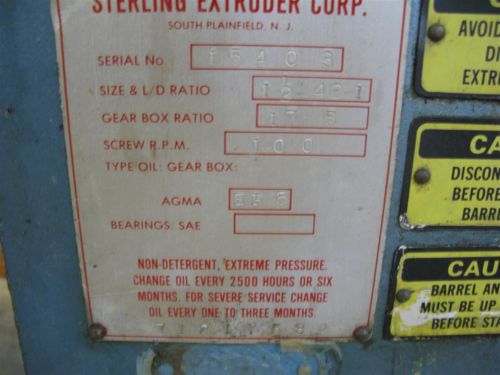 STERLING EXTRUDER CORP.
SOUTH PLAINFIELD, N. J.
SERIAL No.
SIZE & L/D RATIO
GEAR BOX RATIO
SCREW R.P.M. 100
TYPE OIL: GEAR BOX:
AGMA
BEARINGS: SAE
NON-DETERGENT, EXTREME PRESSURE.
CHANGE OIL EVERY 2500 HOURS OR SIX
MONTHS. FOR SEVERE SERVICE CHANGE
OIL EVERY ONE TO THREE MONTHS.
AVOID
DI
EXTR
CA
DISCON
BEFORE
BARRE
CAU
BARREL AN
MUST BE UP
BEFORE STA